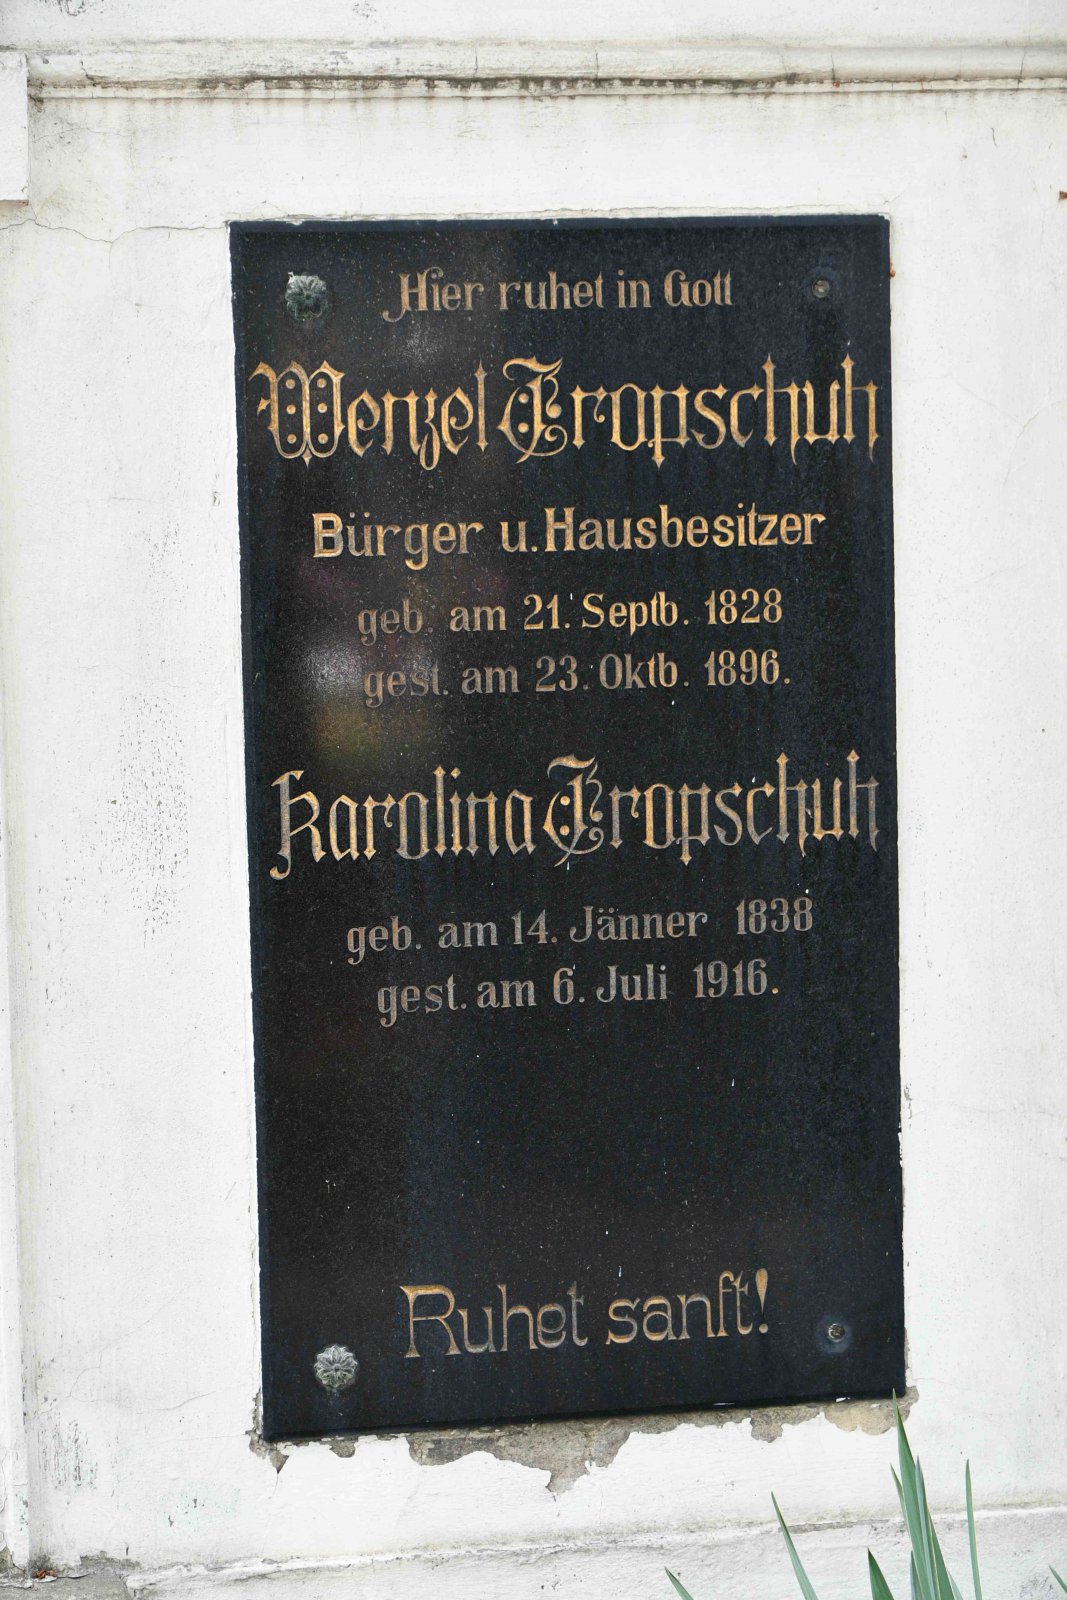 Hier ruhet in Gott
Wenzel Tropschuh
Bürger u. Hausbesitzer
geb. am 21. Septb. 1828
gest. am 23. Oktb. 1896.
Karolina Tropschuh
geb. am 14. Jänner 1838
gest. am 6. Juli 1916.
Ruhet sanft!